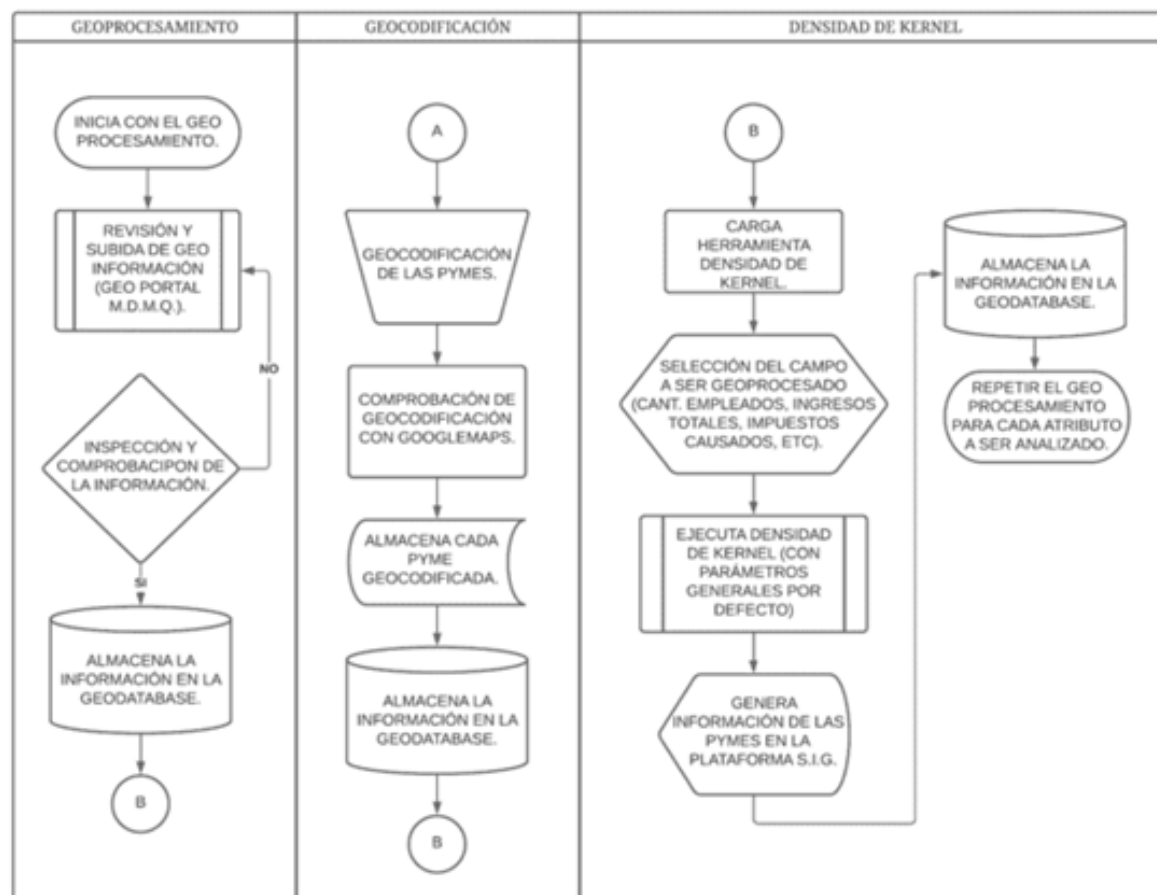 GEOPROCESAMIENTO
INICIA CON EL GEO
PROCESAMIENTO.
REVISIÓN Y
SUBIDA DE GEO
INFORMACIÓN
(GEO PORTAL
M.D.M.Q.).
NO
INSPECCIÓN Y
COMPROBACIPON DE
LA INFORMACIÓN.
SI
ALMACENA LA
INFORMACIÓN EN LA
GEODATABASE.
B
GEOCODIFICACIÓN
A
GEOCODIFICACIÓN
DE LAS PYMES.
COMPROBACIÓN DE
GEOCODIFICACIÓN
CON GOOGLEMAPS.
ALMACENA CADA
PYME
GEOCODIFICADA.
ALMACENA LA
INFORMACIÓN EN LA
GEODATABASE.
B
DENSIDAD DE KERNEL
B
CARGA
HERRAMIENTA
DENSIDAD DE
KERNEL.
SELECCIÓN DEL CAMPO
A SER GEOPROCESADO
(CANT. EMPLEADOS, INGRESOS
TOTALES, IMPUESTOS
CAUSADOS, ETC).
EJECUTA DENSIDAD
DE KERNEL (CON
PARÁMETROS
GENERALES POR
DEFECTO)
GENERA
INFORMACIÓN DE LAS
PYMES EN LA
PLATAFORMA S.I.G.
ALMACENA LA
INFORMACIÓN EN LA
GEODATABASE.
REPETIR EL GEO
PROCESAMIENTO
PARA CADA ATRIBUTO
A SER ANALIZADO.